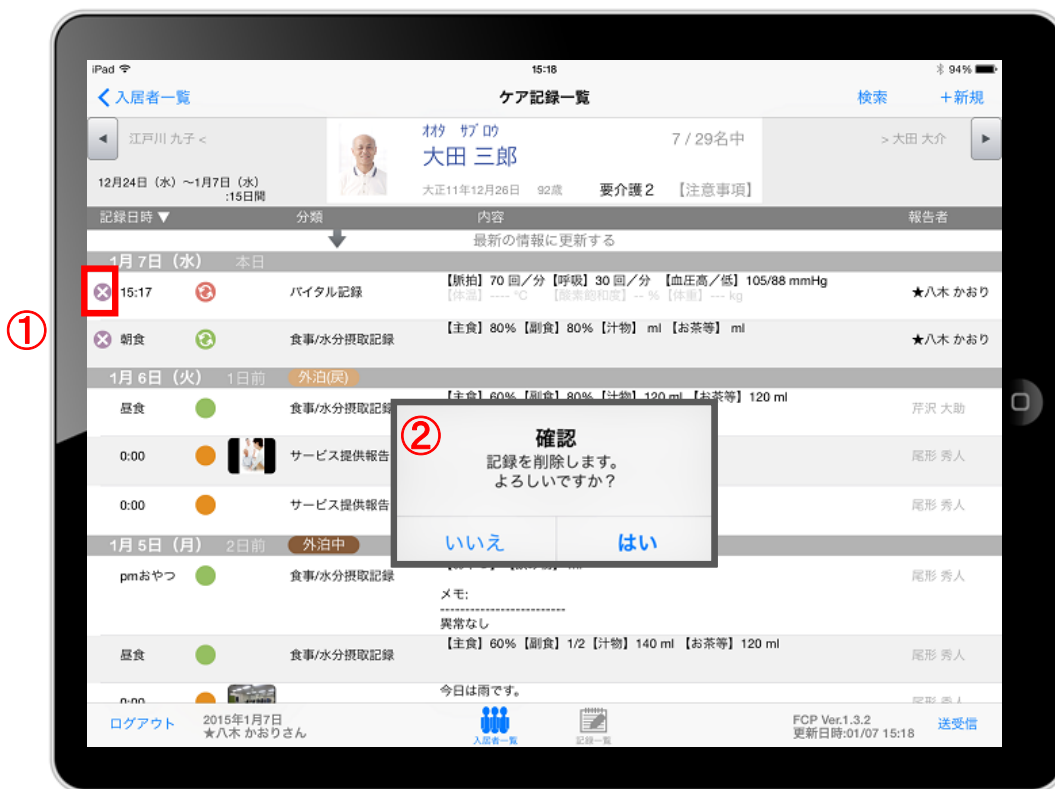 iPad 15:18 94%
入居者一覧 ケア記録一覧 検索 +新規
江戸川 九子 < ｵｵﾀ ｻﾌﾞﾛｳ 7 / 29名中 > 大田 大介
大田 三郎
12月24日（水）～1月7日（水）
:15日間
大正11年12月26日 92歳 要介護２ 【注意事項】
記録日時 ▼ 分類 内容 報告者
最新の情報に更新する
1月 7日（水） 本日
①
15:17 バイタル記録 【脈拍】70 回／分【呼吸】30 回／分 【血圧高／低】105/88 mmHg ★八木 かおり
【体温】---- ℃ 【酸素飽和度】-- %【体重】--- kg
朝食 食事/水分摂取記録 【主食】80%【副食】80%【汁物】 ml 【お茶等】 ml ★八木 かおり
1月 6日（火） 1日前 外泊(戻)
昼食 食事/水分摂取記録 【主食】60%【副食】80%【汁物】120 ml 【お茶等】120 ml 芹沢 大助
②
確認
記録を削除します。
よろしいですか？
いいえ はい
0:00 サービス提供報告 尾形 秀人
0:00 サービス提供報告 尾形 秀人
1月 5日（月） 2日前 外泊中
pmおやつ 食事/水分摂取記録 尾形 秀人
メモ:
-------------------------
異常なし
昼食 食事/水分摂取記録 【主食】60%【副食】1/2【汁物】140 ml 【お茶等】120 ml 尾形 秀人
今日は雨です。
0:00 尾形 秀人
ログアウト 2015年1月7日 入居者一覧 記録一覧 FCP Ver.1.3.2 送受信
★八木 かおりさん 更新日時:01/07 15:18